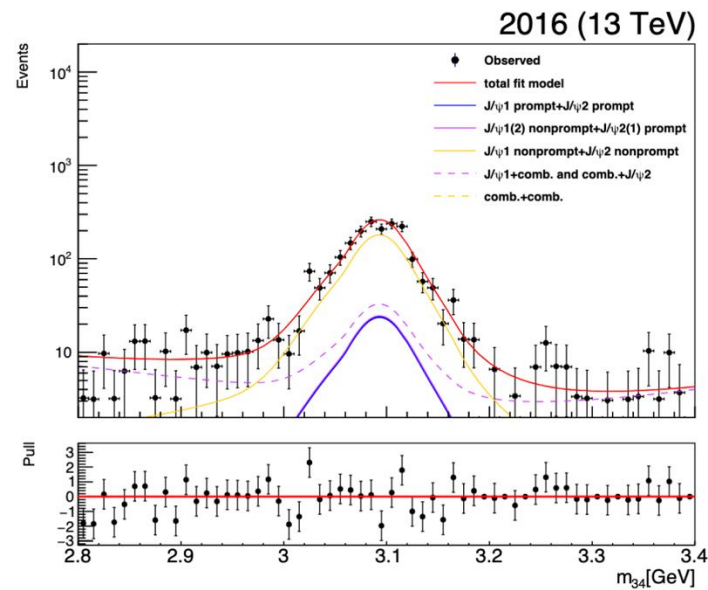 2016 (13 TeV)
Events
10⁴
10³
10²
10
Observed
total fit model
J/ψ1 prompt+J/ψ2 prompt
J/ψ1(2) nonprompt+J/ψ2(1) prompt
J/ψ1 nonprompt+J/ψ2 nonprompt
J/ψ1+comb. and comb.+J/ψ2
comb.+comb.
Pull
3
2
1
0
−1
−2
−3
2.8 2.9 3 3.1 3.2 3.3 3.4
m₃₄[GeV]